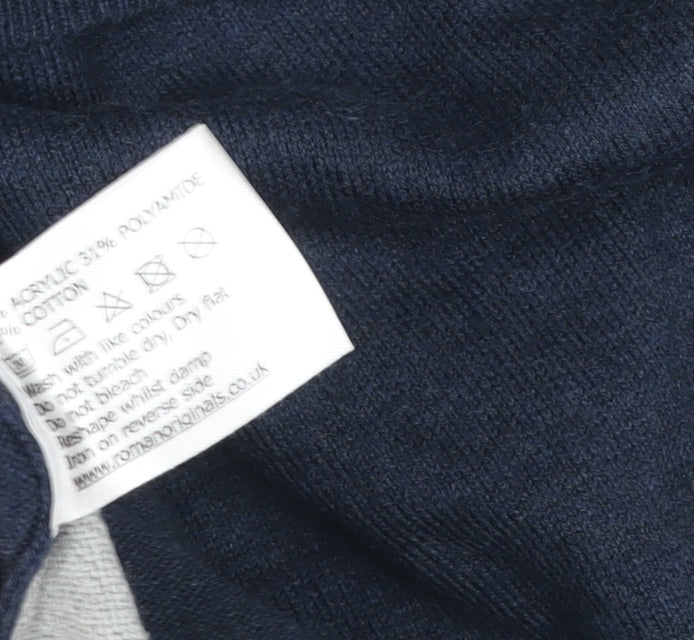 % ACRYLIC 31% POLYAMIDE
% COTTON
Wash with like colours
Do not tumble dry, Dry flat
Do not bleach
Reshape whilst damp
Iron on reverse side
www.romanoriginals.co.uk